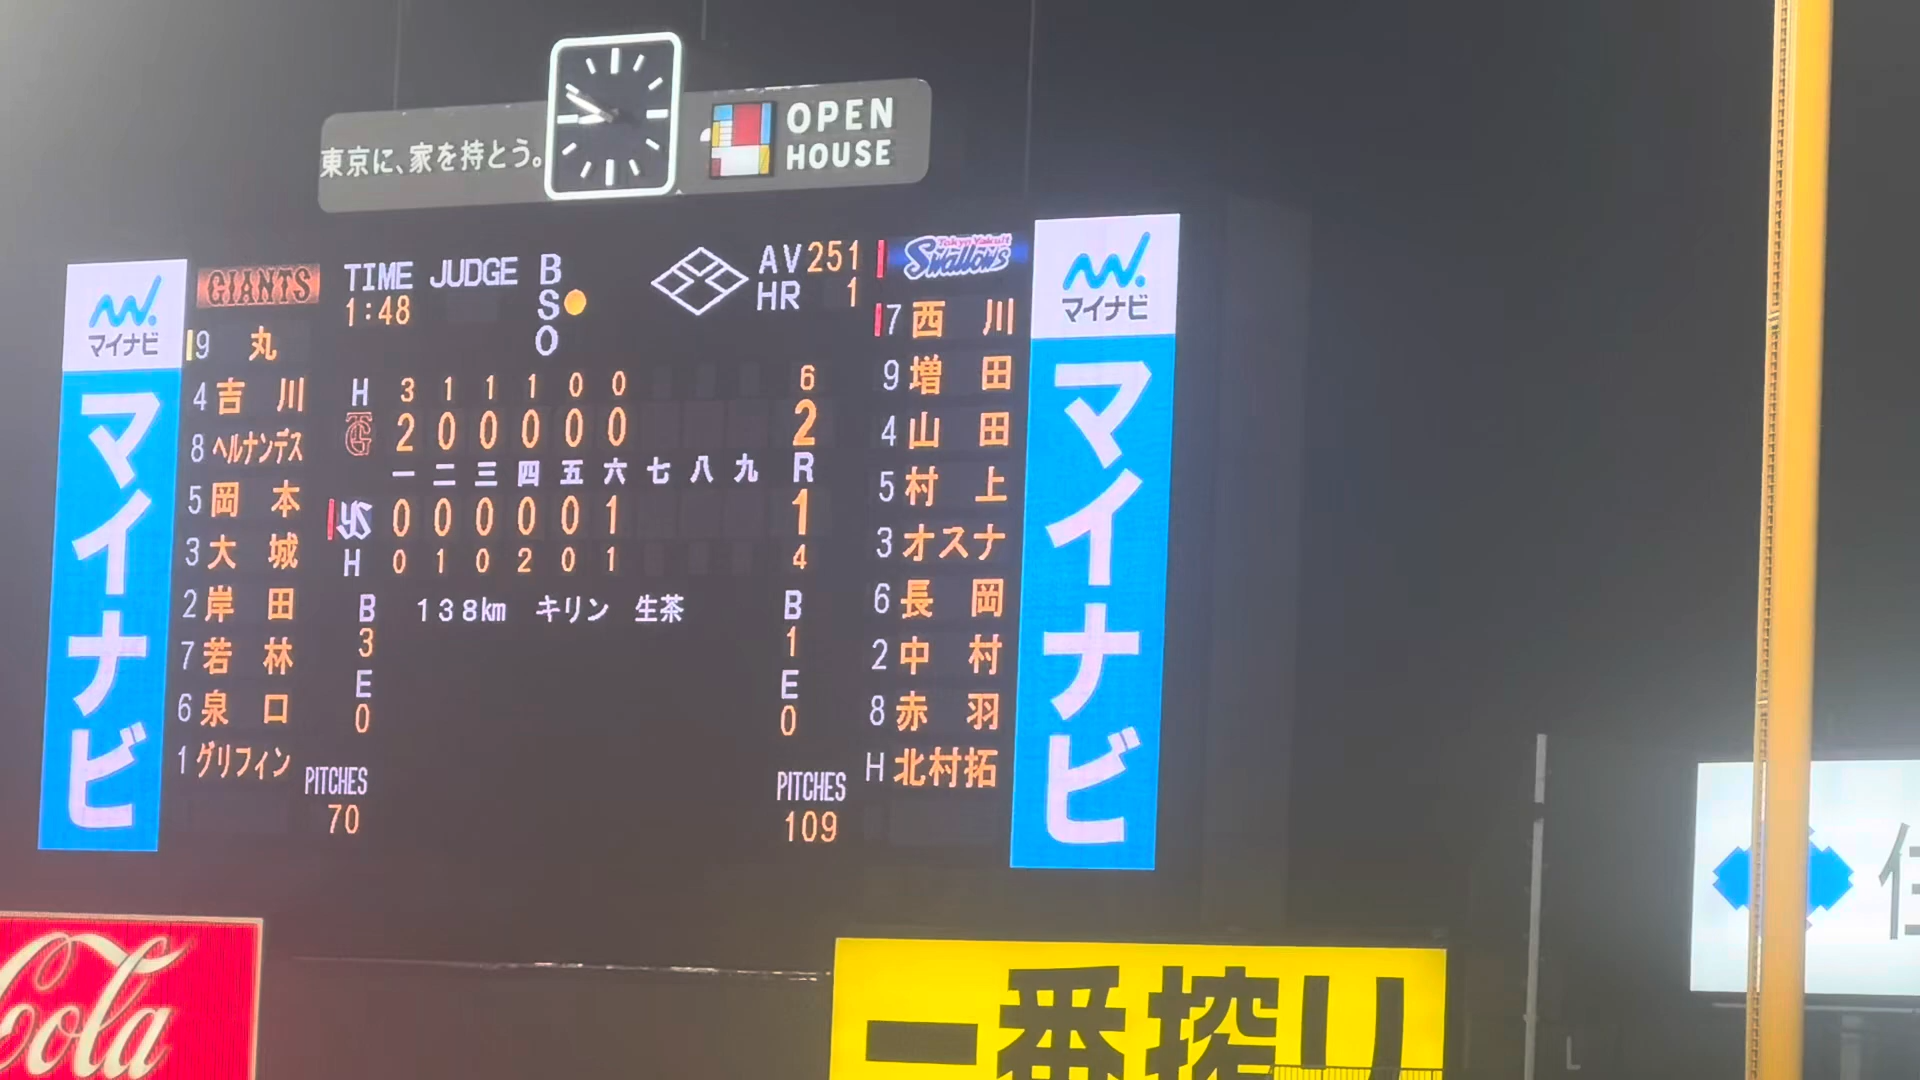 東京に、家を持とう。
OPEN
HOUSE
マイナビ
マイナビ
GIANTS
9 丸
4 吉川
8 ヘルナンデス
5 岡本
3 大城
2 岸田
7 若林
6 泉口
1 グリフィン
TIME JUDGE
1:48
B
S
O
AV 251
HR 1
H 3 1 1 1 0 0 6
2 0 0 0 0 0 2
一 二 三 四 五 六 七 八 九 R
YS 0 0 0 0 0 1 1
H 0 1 0 2 0 1 4
138km キリン 生茶
B
3
E
0
PITCHES
70
B
1
E
0
PITCHES
109
Tokyo Yakult
Swallows
7 西川
9 増田
4 山田
5 村上
3 オスナ
6 長岡
2 中村
8 赤羽
H 北村拓
マイナビ
マイナビ
Cola
一番搾り